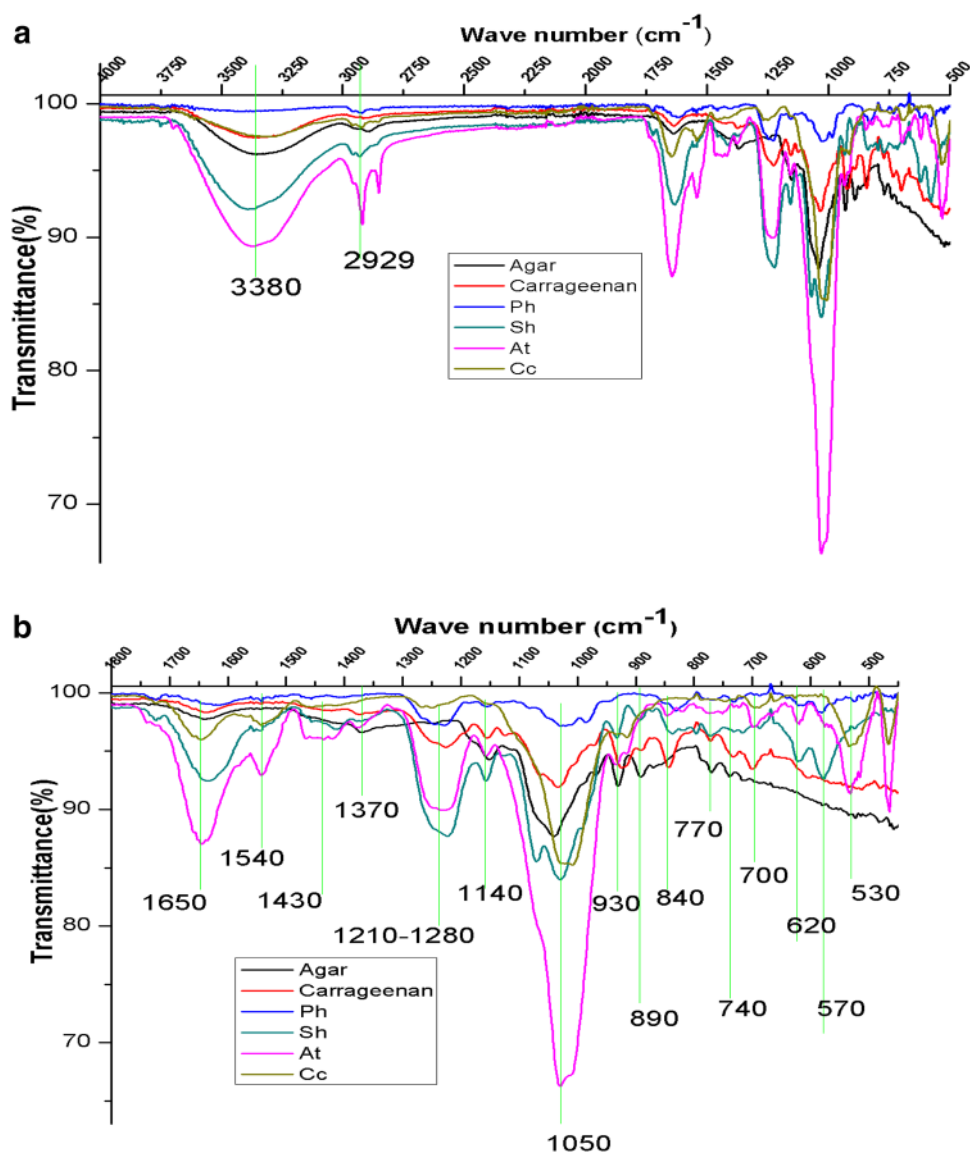 a
Wave number (cm-1)
4000 3750 3500 3250 3000 2750 2500 2250 2000 1750 1500 1250 1000 750 500
Transmittance(%)
100
90
80
70
3380
2929
Agar
Carrageenan
Ph
Sh
At
Cc
b
Wave number (cm-1)
1800 1700 1600 1500 1400 1300 1200 1100 1000 900 800 700 600 500
Transmittance(%)
100
90
80
70
1650
1540
1430
1370
1210-1280
1140
1050
930
890
840
770
740
700
620
570
530
Agar
Carrageenan
Ph
Sh
At
Cc